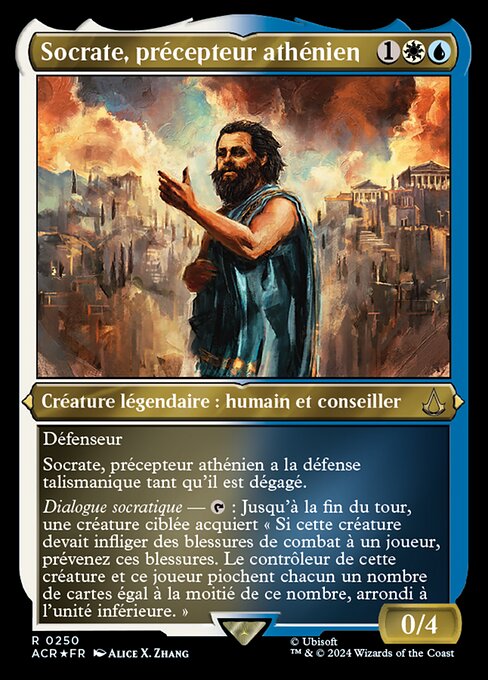 Socrate, précepteur athénien 1
Créature légendaire : humain et conseiller
Défenseur
Socrate, précepteur athénien a la défense
talismanique tant qu'il est dégagé.
Dialogue socratique — : Jusqu'à la fin du tour,
une créature ciblée acquiert « Si cette créature
devait infliger des blessures de combat à un joueur,
prévenez ces blessures. Le contrôleur de cette
créature et ce joueur piochent chacun un nombre
de cartes égal à la moitié de ce nombre, arrondi à
l'unité inférieure. »
0/4
R 0250
ACR★FR Alice X. Zhang
© Ubisoft
™ & © 2024 Wizards of the Coast